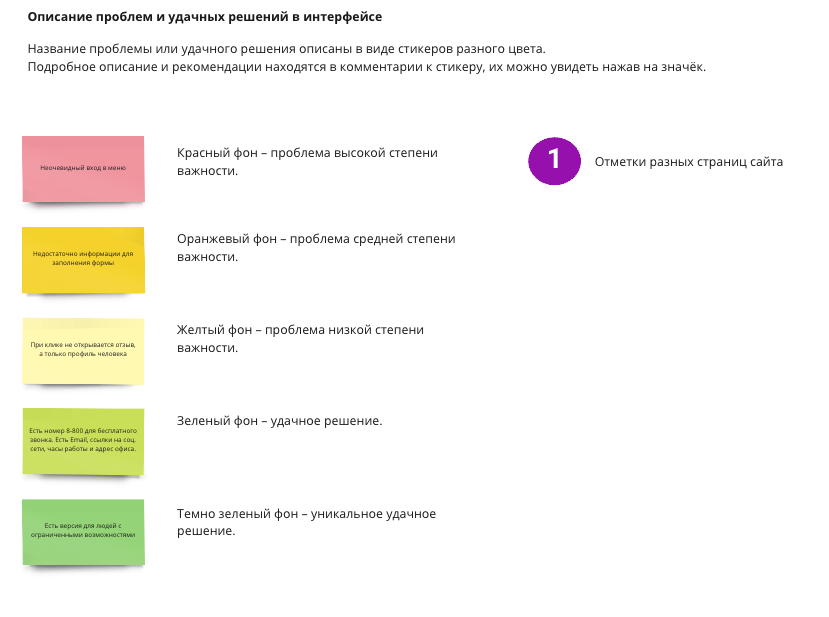 Описание проблем и удачных решений в интерфейсе
Название проблемы или удачного решения описаны в виде стикеров разного цвета.
Подробное описание и рекомендации находятся в комментарии к стикеру, их можно увидеть нажав на значёк.
Неочевидный вход в меню
Красный фон – проблема высокой степени
важности.
1
Отметки разных страниц сайта
Недостаточно информации для
заполнения формы
Оранжевый фон – проблема средней степени
важности.
При клике не открывается отзыв,
а только профиль человека
Желтый фон – проблема низкой степени
важности.
Есть номер 8-800 для бесплатного
звонка. Есть Email, ссылки на соц.
сети, часы работы и адрес офиса.
Зеленый фон – удачное решение.
Есть версия для людей с
ограниченными возможностями
Темно зеленый фон – уникальное удачное
решение.